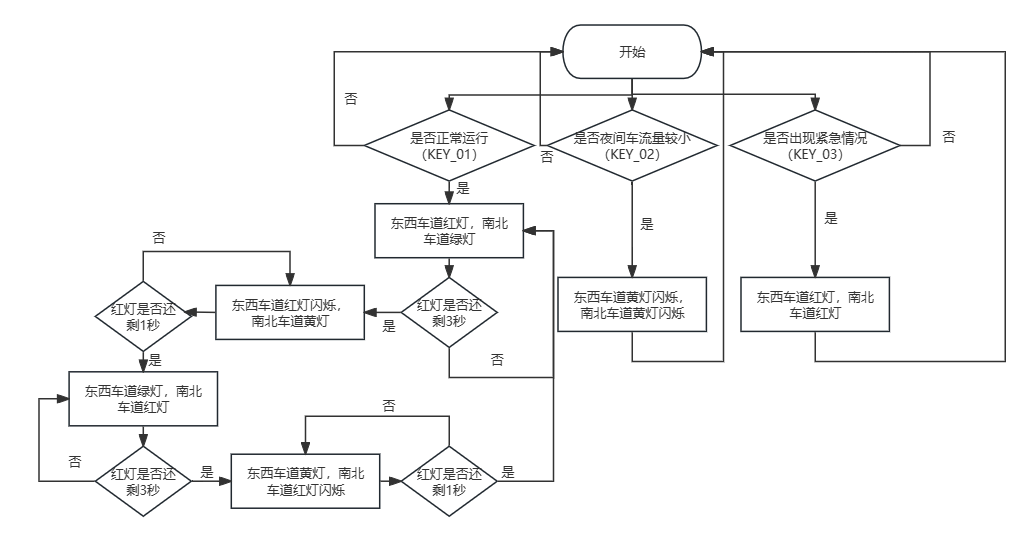 开始
否
是否正常运行
（KEY_01）
否
是否夜间车流量较小
（KEY_02）
是否出现紧急情况
（KEY_03）
否
是
是
是
东西车道红灯，南北
车道绿灯
否
红灯是否还
剩1秒
东西车道红灯闪烁，
南北车道黄灯
是
红灯是否还
剩3秒
否
东西车道黄灯闪烁，
南北车道黄灯闪烁
东西车道红灯，南北
车道红灯
是
东西车道绿灯，南北
车道红灯
否
红灯是否还
剩3秒
是
东西车道黄灯，南北
车道红灯闪烁
否
红灯是否还
剩1秒
是